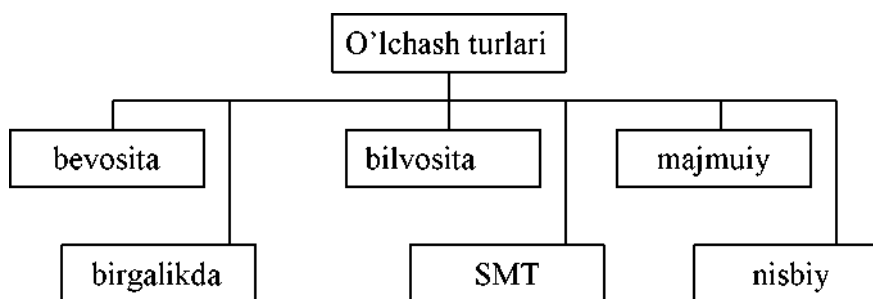 O’lchash turlari
bevosita
bilvosita
majmuiy
birgalikda
SMT
nisbiy